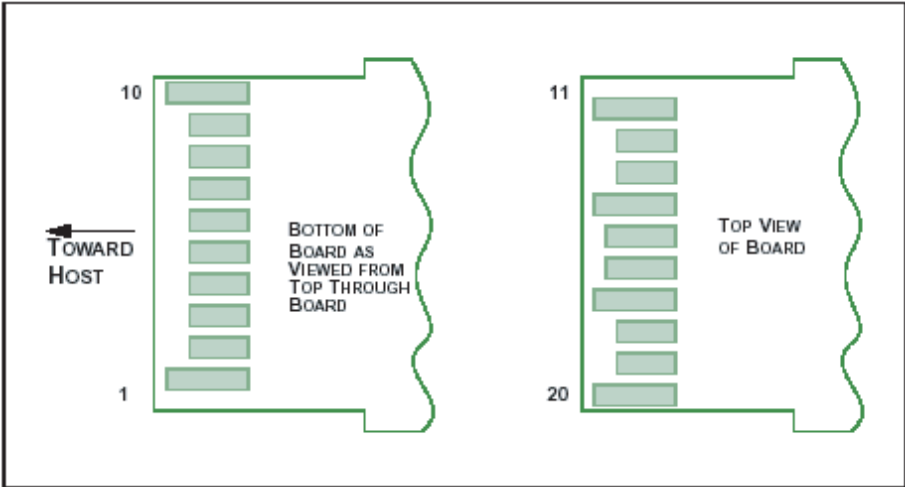 10
1
TOWARD
HOST
BOTTOM OF
BOARD AS
VIEWED FROM
TOP THROUGH
BOARD
11
20
TOP VIEW
OF BOARD